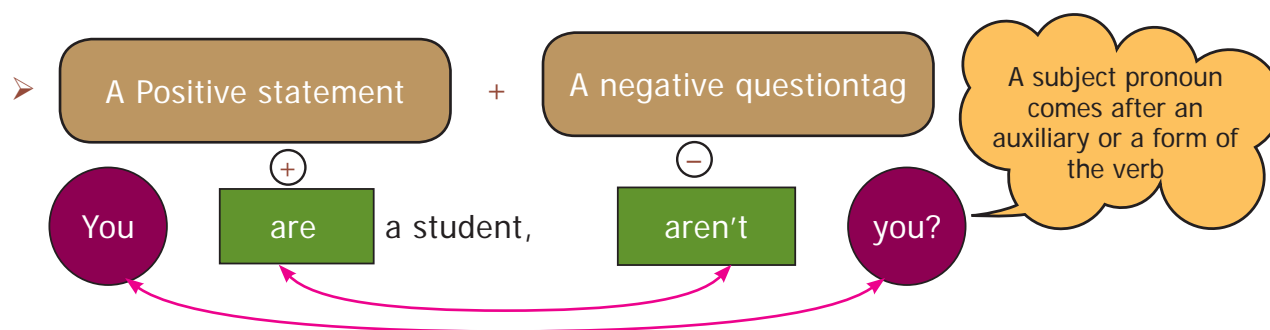 ➢ A Positive statement + A negative questiontag
+ −
You are a student, aren't you?
A subject pronoun
comes after an
auxiliary or a form of
the verb